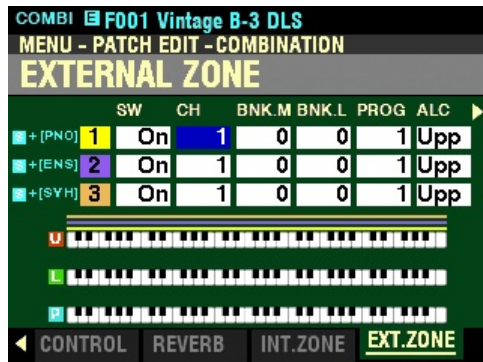 COMBI E F001 Vintage B-3 DLS
MENU - PATCH EDIT - COMBINATION
EXTERNAL ZONE
SW CH BNK.M BNK.L PROG ALC
S +[PNO] 1 On 1 0 0 1 Upp
S +[ENS] 2 On 1 0 0 1 Upp
S +[SYH] 3 On 1 0 0 1 Upp
U
L
P
CONTROL REVERB INT.ZONE EXT.ZONE